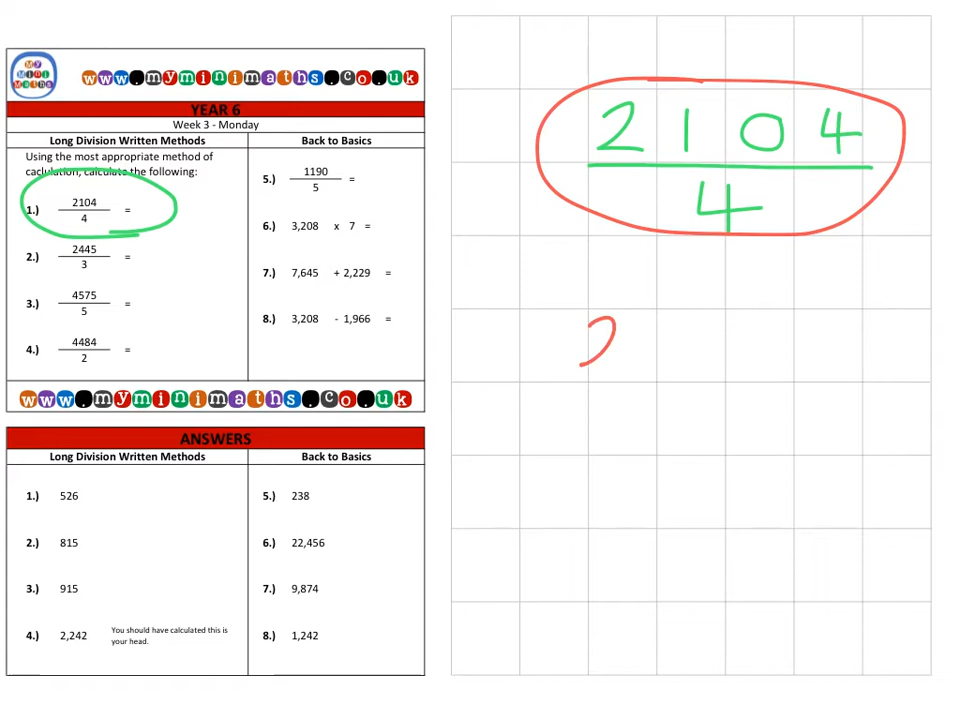 My
Mini
Maths
www.myminimaths.co.uk
YEAR 6
Week 3 - Monday
Long Division Written Methods
Back to Basics
Using the most appropriate method of
caclulation, calculate the following:
1.) 2104
4 =
2.) 2445
3 =
3.) 4575
5 =
4.) 4484
2 =
5.) 1190
5 =
6.) 3,208 x 7 =
7.) 7,645 + 2,229 =
8.) 3,208 - 1,966 =
www.myminimaths.co.uk
ANSWERS
Long Division Written Methods
Back to Basics
1.) 526
2.) 815
3.) 915
4.) 2,242 You should have calculated this is
your head.
5.) 238
6.) 22,456
7.) 9,874
8.) 1,242
2104
4